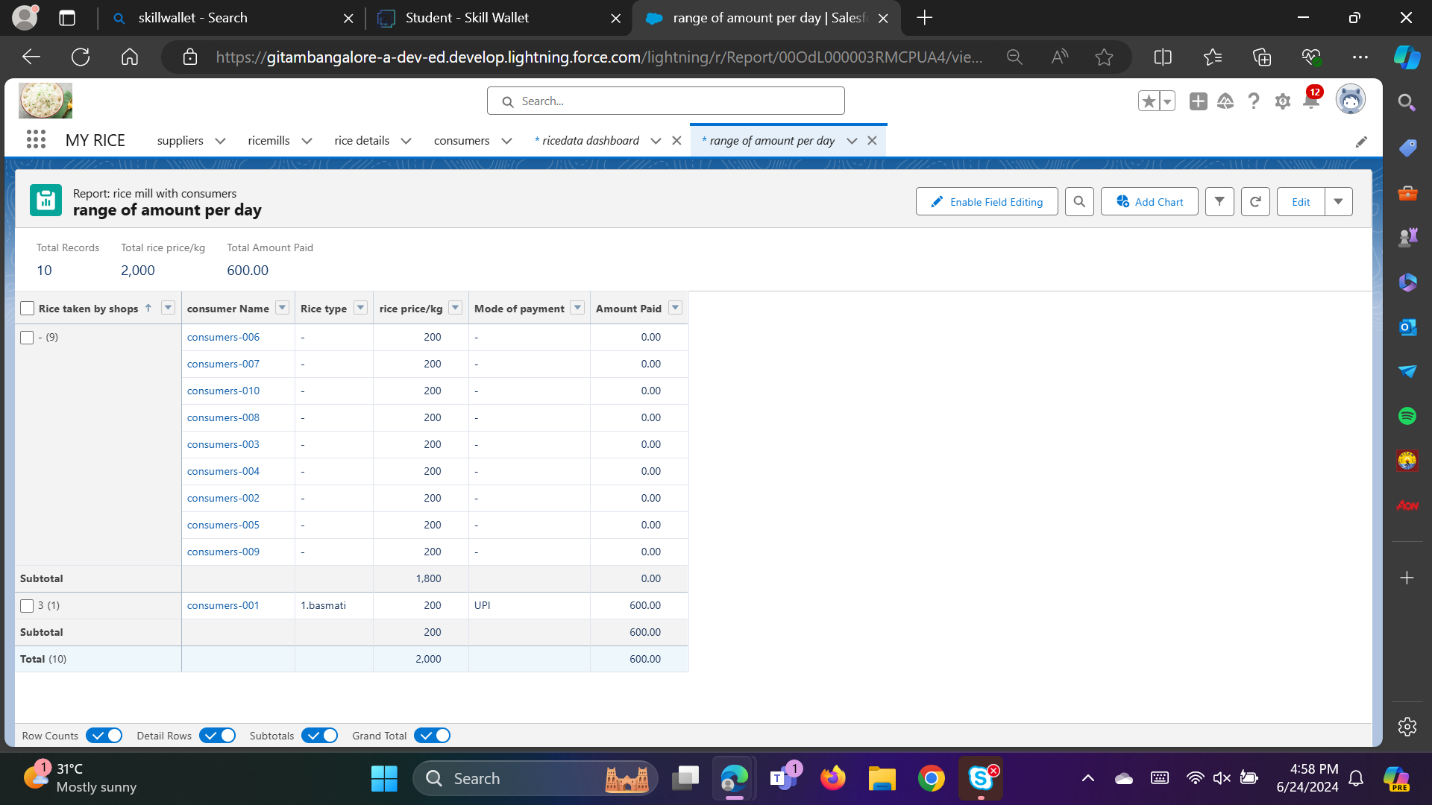 skillwallet - Search
Student - Skill Wallet
range of amount per day | Salesf
https://gitambangalore-a-dev-ed.develop.lightning.force.com/lightning/r/Report/00OdL000003RMCPUA4/vie...
Search...
12
MY RICE
suppliers
ricemills
rice details
consumers
* ricedata dashboard
* range of amount per day
Report: rice mill with consumers
range of amount per day
Enable Field Editing
Add Chart
Edit
Total Records Total rice price/kg Total Amount Paid
10 2,000 600.00
Rice taken by shops ↑ consumer Name Rice type rice price/kg Mode of payment Amount Paid
- (9) consumers-006 - 200 - 0.00
consumers-007 - 200 - 0.00
consumers-010 - 200 - 0.00
consumers-008 - 200 - 0.00
consumers-003 - 200 - 0.00
consumers-004 - 200 - 0.00
consumers-002 - 200 - 0.00
consumers-005 - 200 - 0.00
consumers-009 - 200 - 0.00
Subtotal 1,800 0.00
3 (1) consumers-001 1.basmati 200 UPI 600.00
Subtotal 200 600.00
Total (10) 2,000 600.00
Row Counts Detail Rows Subtotals Grand Total
AON
1
31°C
Mostly sunny
Search
1
4:58 PM
6/24/2024
PRE